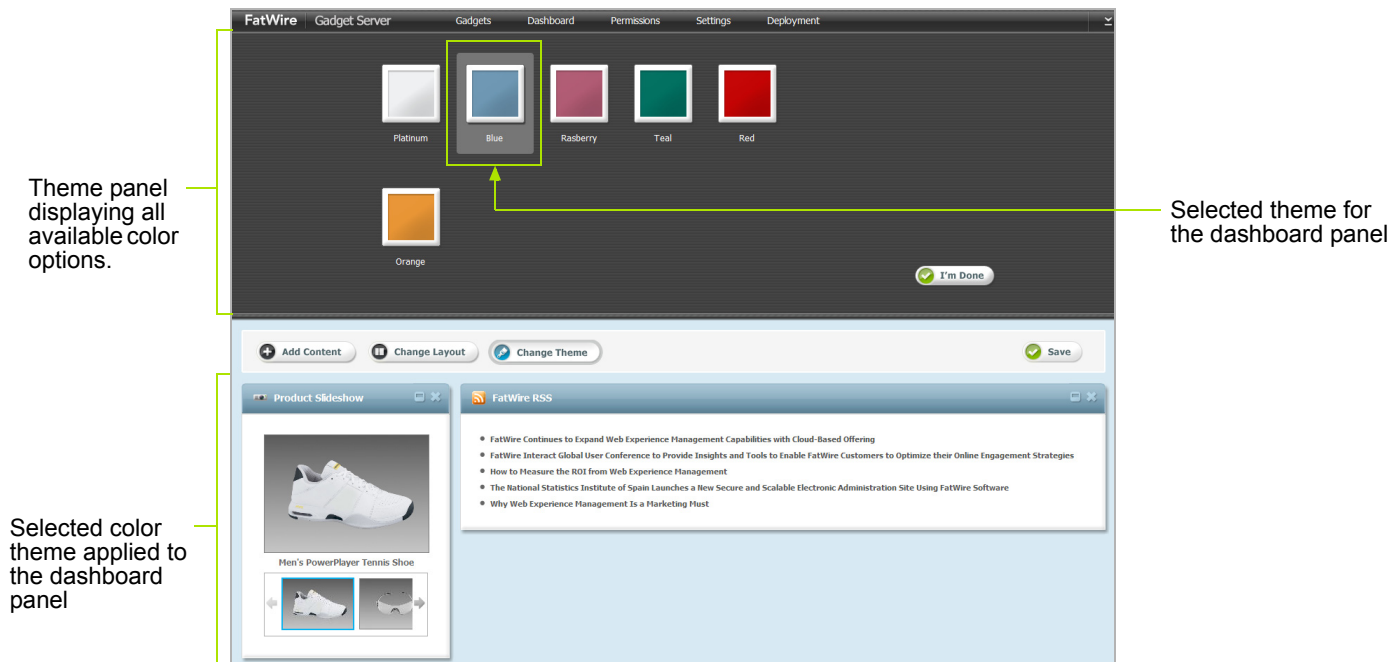 FatWire Gadget Server Gadgets Dashboard Permissions Settings Deployment
Platinum Blue Rasberry Teal Red
Orange
I'm Done
Theme panel
displaying all
available color
options.
Selected theme for
the dashboard panel
Add Content Change Layout Change Theme Save
Product Slideshow
Men's PowerPlayer Tennis Shoe
FatWire RSS
FatWire Continues to Expand Web Experience Management Capabilities with Cloud-Based Offering
FatWire Interact Global User Conference to Provide Insights and Tools to Enable FatWire Customers to Optimize their Online Engagement Strategies
How to Measure the ROI from Web Experience Management
The National Statistics Institute of Spain Launches a New Secure and Scalable Electronic Administration Site Using FatWire Software
Why Web Experience Management Is a Marketing Must
Selected color
theme applied to
the dashboard
panel